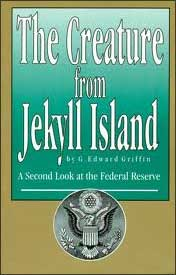 The Creature
from
Jekyll Island
by G. Edward Griffin
A Second Look at the Federal Reserve